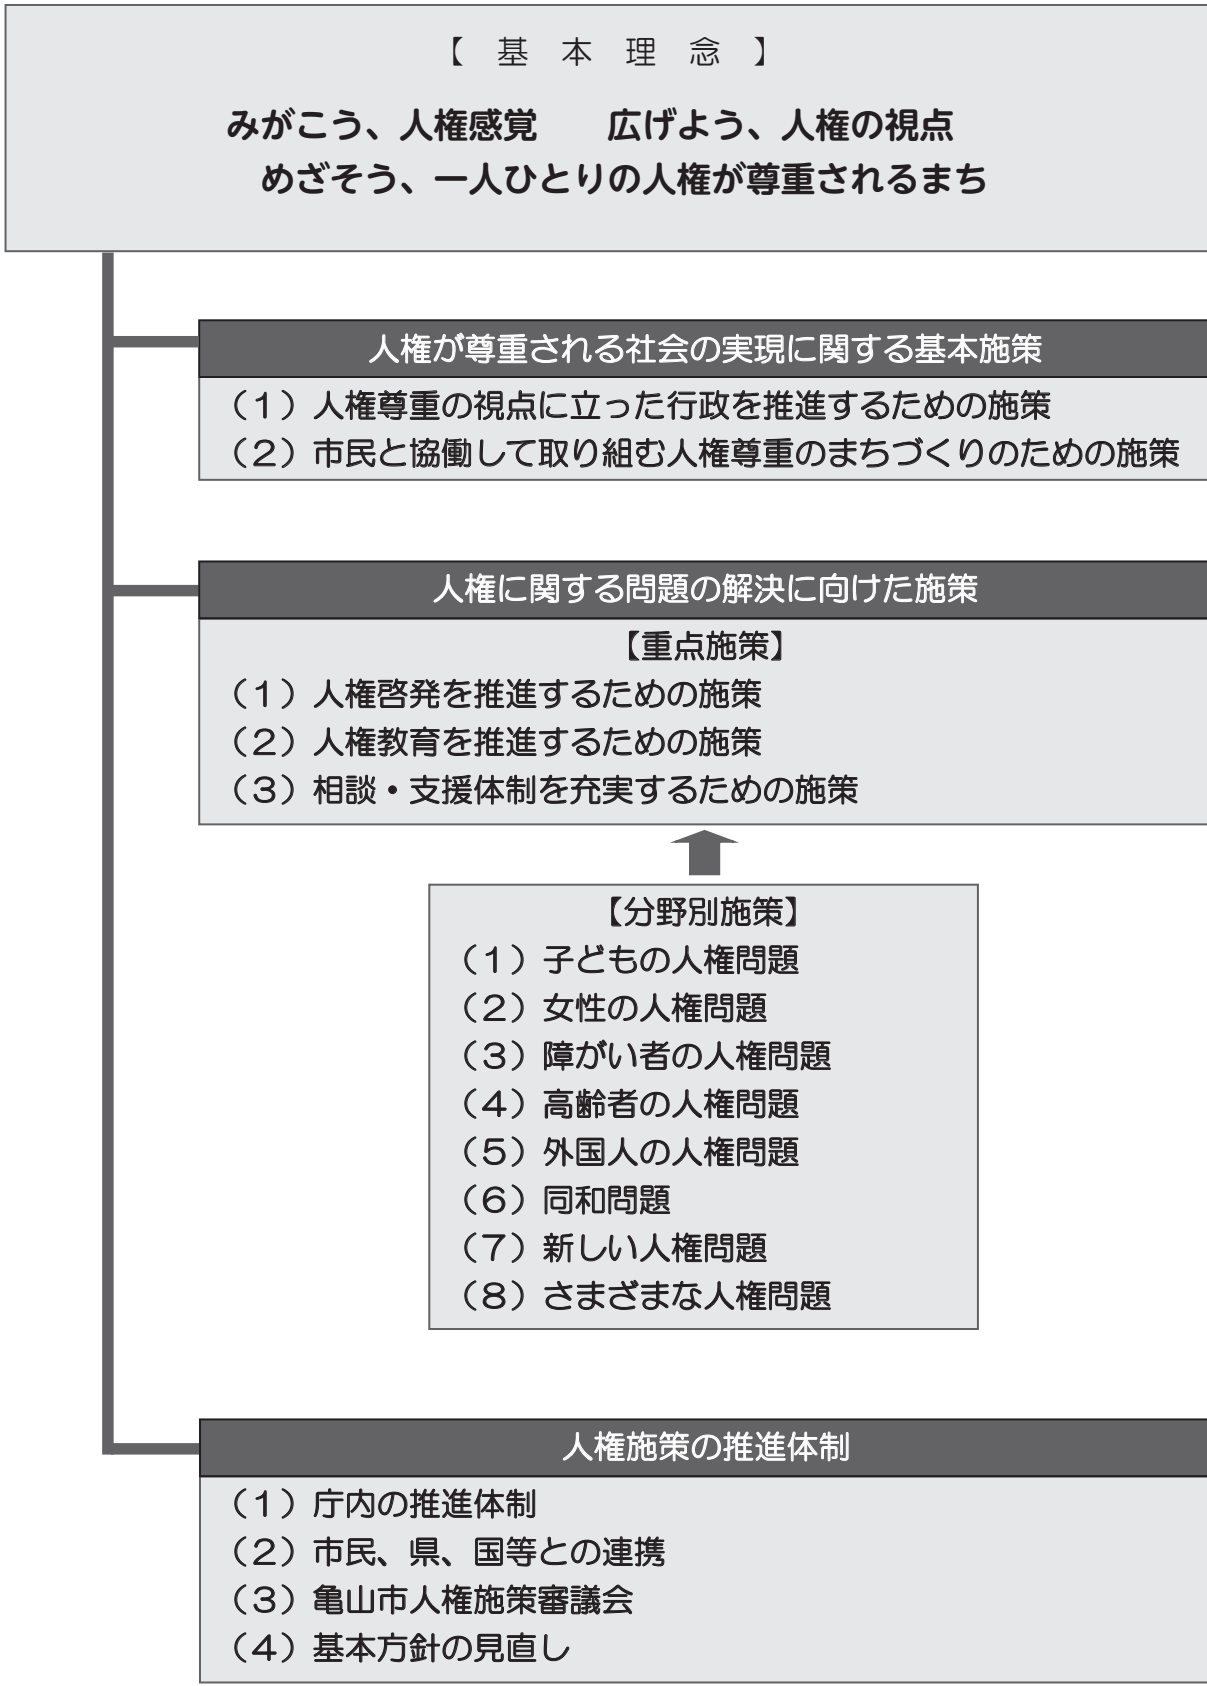 【　基　本　理　念　】
みがこう、人権感覚　　広げよう、人権の視点
めざそう、一人ひとりの人権が尊重されるまち
人権が尊重される社会の実現に関する基本施策
（１）人権尊重の視点に立った行政を推進するための施策
（２）市民と協働して取り組む人権尊重のまちづくりのための施策
人権に関する問題の解決に向けた施策
【重点施策】
（１）人権啓発を推進するための施策
（２）人権教育を推進するための施策
（３）相談・支援体制を充実するための施策
【分野別施策】
（１）子どもの人権問題
（２）女性の人権問題
（３）障がい者の人権問題
（４）高齢者の人権問題
（５）外国人の人権問題
（６）同和問題
（７）新しい人権問題
（８）さまざまな人権問題
人権施策の推進体制
（１）庁内の推進体制
（２）市民、県、国等との連携
（３）亀山市人権施策審議会
（４）基本方針の見直し